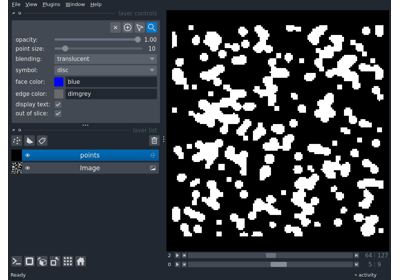 File View Plugins Window Help
layer controls
opacity: 1.00
point size: 10
blending: translucent
symbol: disc
face color: blue
edge color: dimgrey
display text:
out of slice:
layer list
points
Image
2 64 127
0 5 9
Ready activity